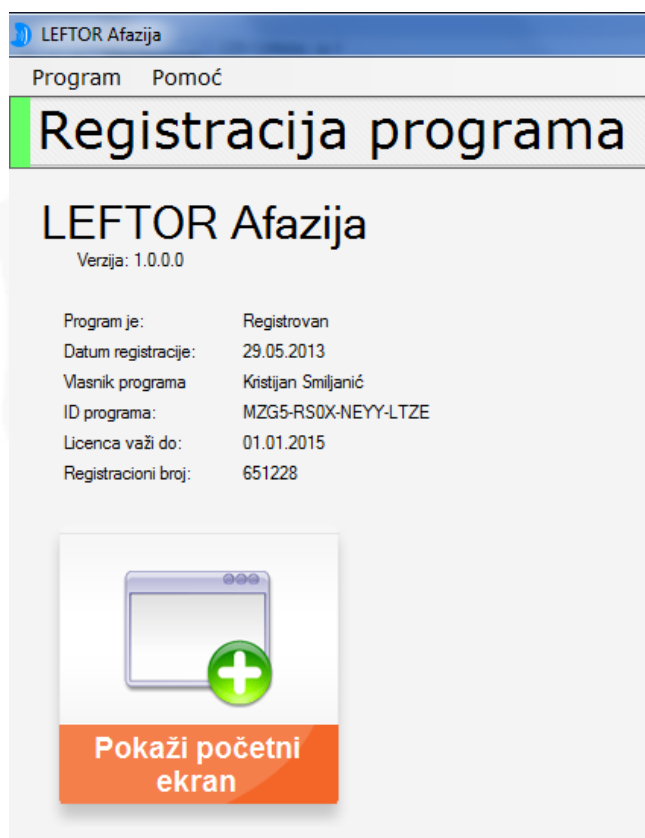 LEFTOR Afazija
Program Pomoć
Registracija programa
LEFTOR Afazija
Verzija: 1.0.0.0
Program je: Registrovan
Datum registracije: 29.05.2013
Vlasnik programa Kristijan Smiljanić
ID programa: MZG5-RS0X-NEYY-LTZE
Licenca važi do: 01.01.2015
Registracioni broj: 651228
Pokaži početni
ekran